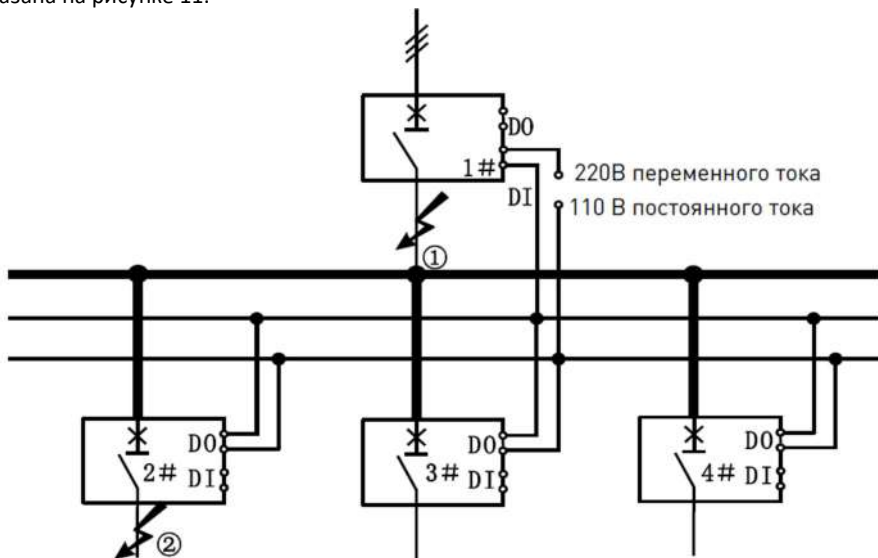 казана на рисунке 11.
DO
1#
DI
220В переменного тока
110 В постоянного тока
①
DO
2#
DI
DO
3#
DI
DO
4#
DI
②